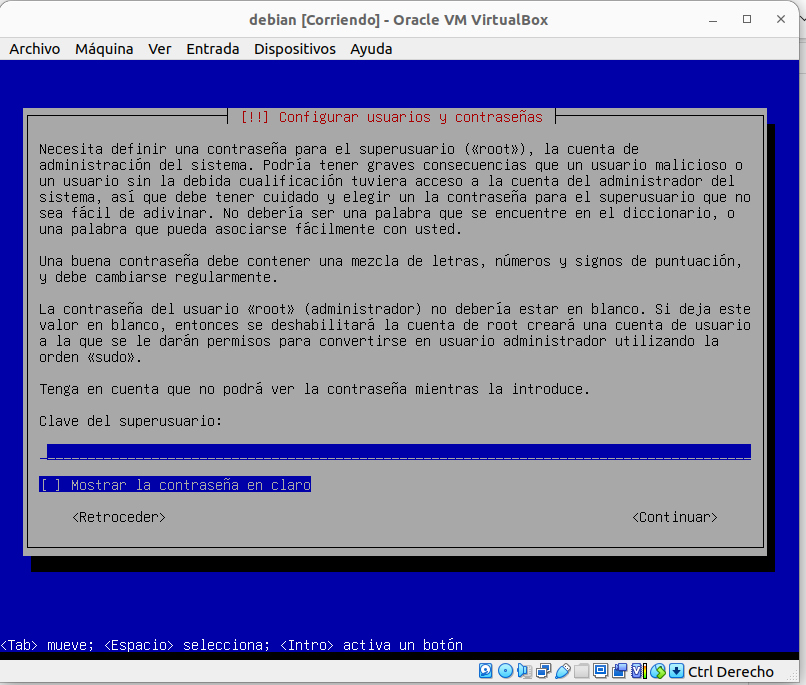 debian [Corriendo] - Oracle VM VirtualBox
Archivo Máquina Ver Entrada Dispositivos Ayuda
[!!] Configurar usuarios y contraseñas
Necesita definir una contraseña para el superusuario («root»), la cuenta de
administración del sistema. Podría tener graves consecuencias que un usuario malicioso o
un usuario sin la debida cualificación tuviera acceso a la cuenta del administrador del
sistema, así que debe tener cuidado y elegir un la contraseña para el superusuario que no
sea fácil de adivinar. No debería ser una palabra que se encuentre en el diccionario, o
una palabra que pueda asociarse fácilmente con usted.
Una buena contraseña debe contener una mezcla de letras, números y signos de puntuación,
y debe cambiarse regularmente.
La contraseña del usuario «root» (administrador) no debería estar en blanco. Si deja este
valor en blanco, entonces se deshabilitará la cuenta de root creará una cuenta de usuario
a la que se le darán permisos para convertirse en usuario administrador utilizando la
orden «sudo».
Tenga en cuenta que no podrá ver la contraseña mientras la introduce.
Clave del superusuario:
[ ] Mostrar la contraseña en claro
<Retroceder> <Continuar>
<Tab> mueve; <Espacio> selecciona; <Intro> activa un botón
Ctrl Derecho